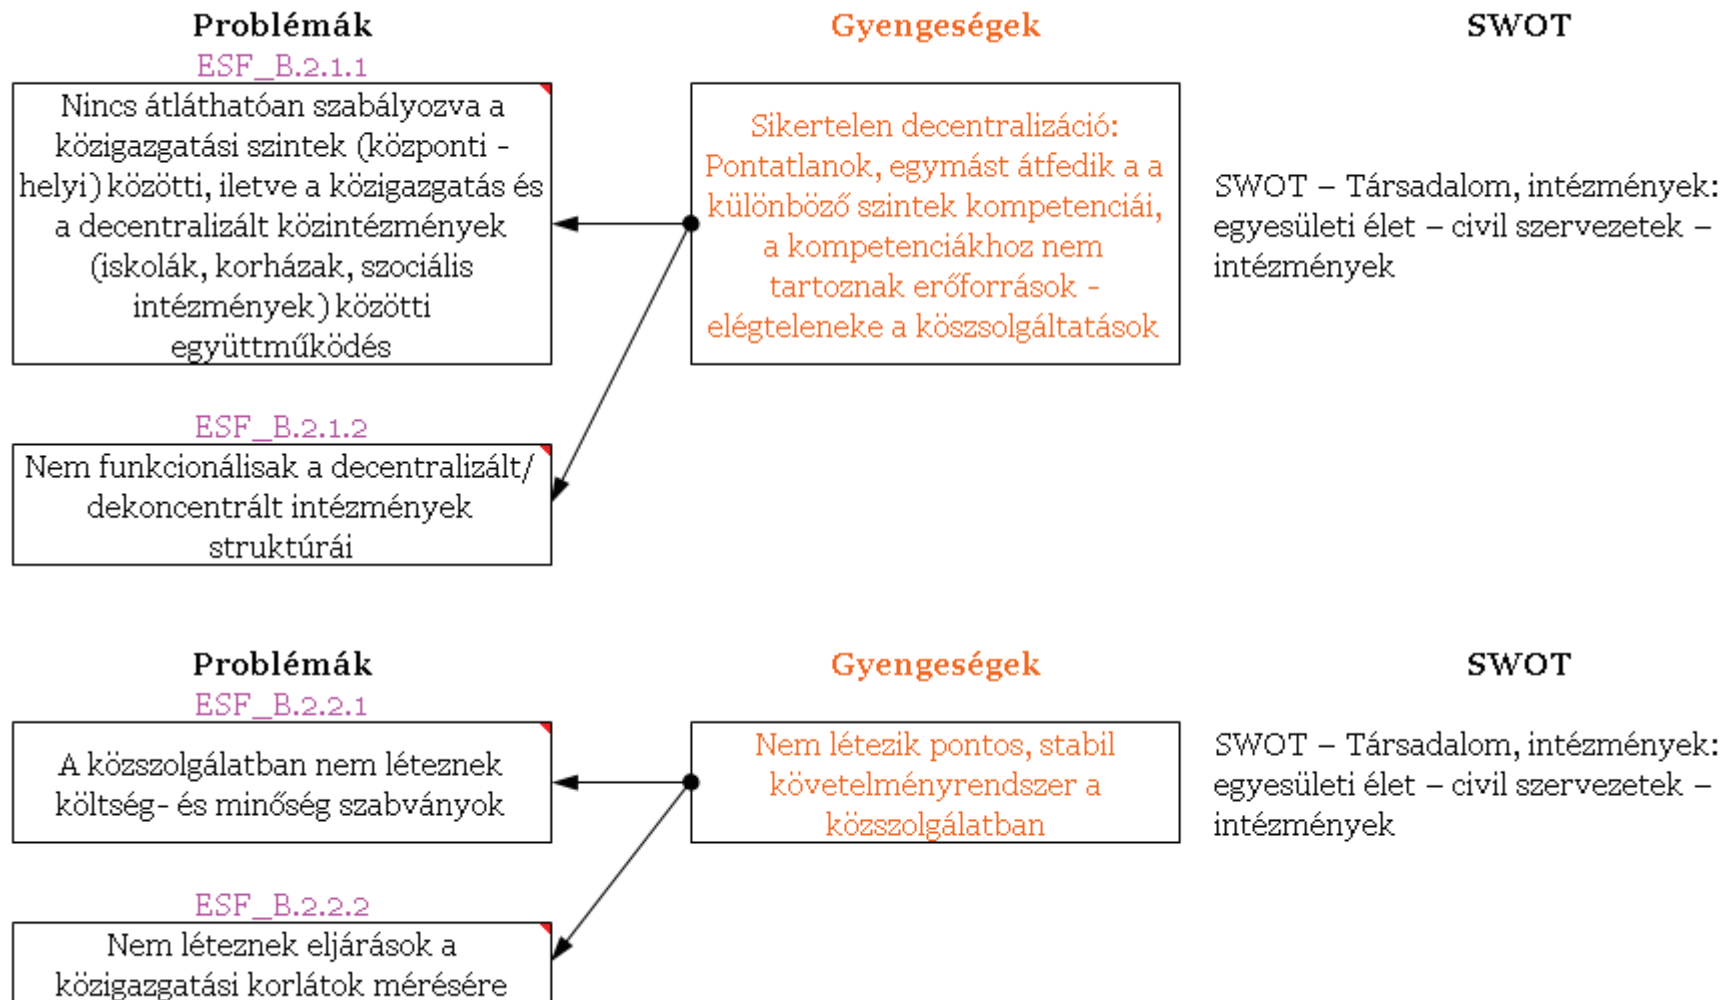 Problémák
Gyengeségek
SWOT
ESF_B.2.1.1
Nincs átláthatóan szabályozva a
közigazgatási szintek (központi -
helyi) közötti, iletve a közigazgatás és
a decentralizált közintézmények
(iskolák, korházak, szociális
intézmények) közötti
együttműködés
Sikertelen decentralizáció:
Pontatlanok, egymást átfedik a a
különböző szintek kompetenciái,
a kompetenciákhoz nem
tartoznak erőforrások -
elégteleneke a köszsolgáltatások
SWOT – Társadalom, intézmények:
egyesületi élet – civil szervezetek –
intézmények
ESF_B.2.1.2
Nem funkcionálisak a decentralizált/
dekoncentrált intézmények
struktúrái
Problémák
Gyengeségek
SWOT
ESF_B.2.2.1
A közszolgálatban nem léteznek
költség- és minőség szabványok
Nem létezik pontos, stabil
követelményrendszer a
közszolgálatban
SWOT – Társadalom, intézmények:
egyesületi élet – civil szervezetek –
intézmények
ESF_B.2.2.2
Nem léteznek eljárások a
közigazgatási korlátok mérésére